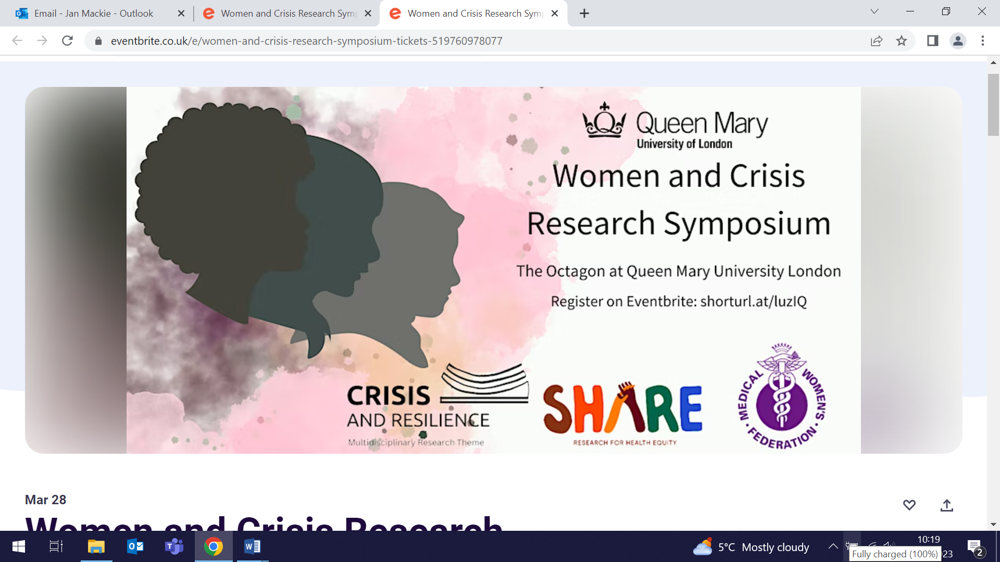 Email - Jan Mackie - Outlook
Women and Crisis Research Symp
Women and Crisis Research Symp
eventbrite.co.uk/e/women-and-crisis-research-symposium-tickets-519760978077
Queen Mary
University of London
Women and Crisis
Research Symposium
The Octagon at Queen Mary University London
Register on Eventbrite: shorturl.at/luzIQ
CRISIS
AND RESILIENCE
Multidisciplinary Research Theme
SHARE
RESEARCH FOR HEALTH EQUITY
MEDICAL WOMEN'S FEDERATION
Mar 28
Women and Crisis Research
5°C Mostly cloudy
10:19
23
Fully charged (100%)
2